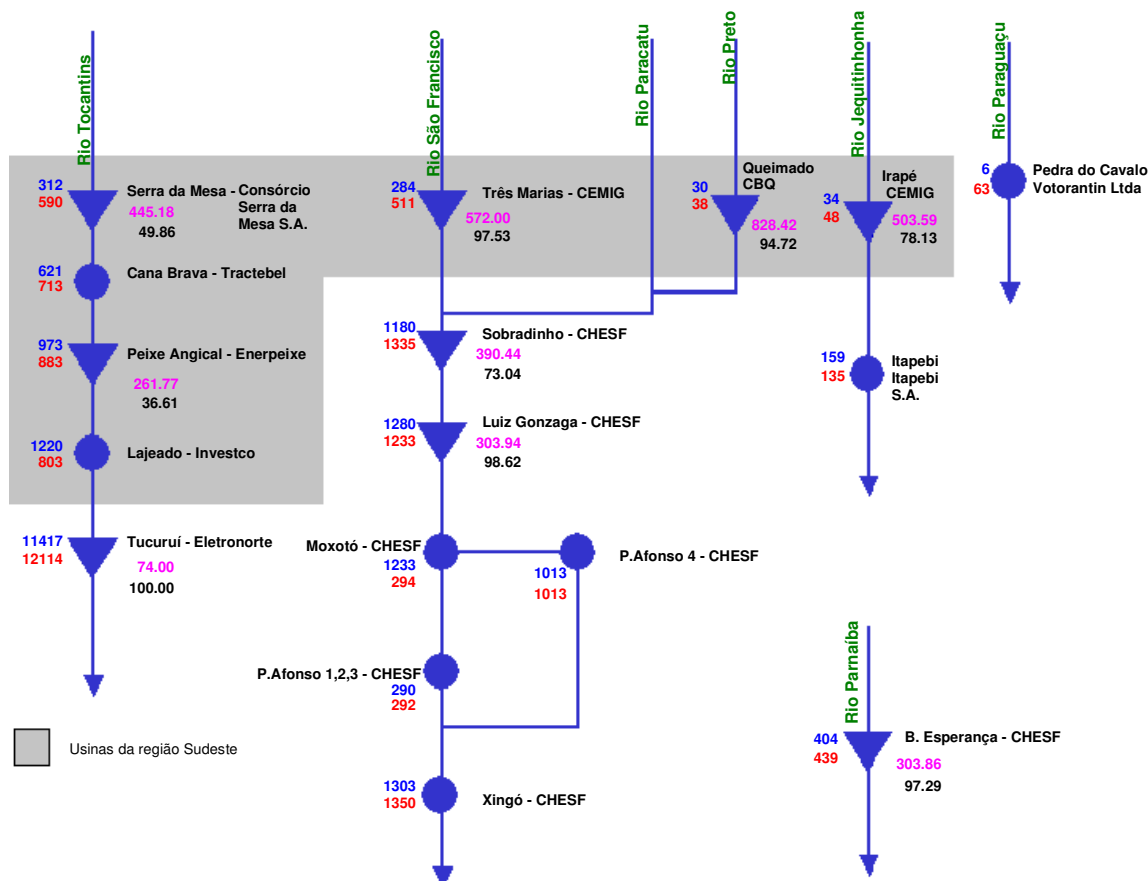 Rio Tocantins
Rio São Francisco
Rio Paracatu
Rio Preto
Rio Jequitinhonha
Rio Paraguaçu
312
590
Serra da Mesa - Consórcio
Serra da
Mesa S.A.
445.18
49.86
284
511
Três Marias - CEMIG
572.00
97.53
Queimado
CBQ
30
38
828.42
94.72
Irapé
CEMIG
34
48
503.59
78.13
6
63
Pedra do Cavalo
Votorantin Ltda
621
713
Cana Brava - Tractebel
973
883
Peixe Angical - Enerpeixe
261.77
36.61
1180
1335
Sobradinho - CHESF
390.44
73.04
159
135
Itapebi
Itapebi
S.A.
1220
803
Lajeado - Investco
1280
1233
Luiz Gonzaga - CHESF
303.94
98.62
11417
12114
Tucuruí - Eletronorte
74.00
100.00
Moxotó - CHESF
1233
294
P.Afonso 4 - CHESF
1013
1013
P.Afonso 1,2,3 - CHESF
290
292
Rio Parnaíba
404
439
B. Esperança - CHESF
303.86
97.29
Usinas da região Sudeste
1303
1350
Xingó - CHESF